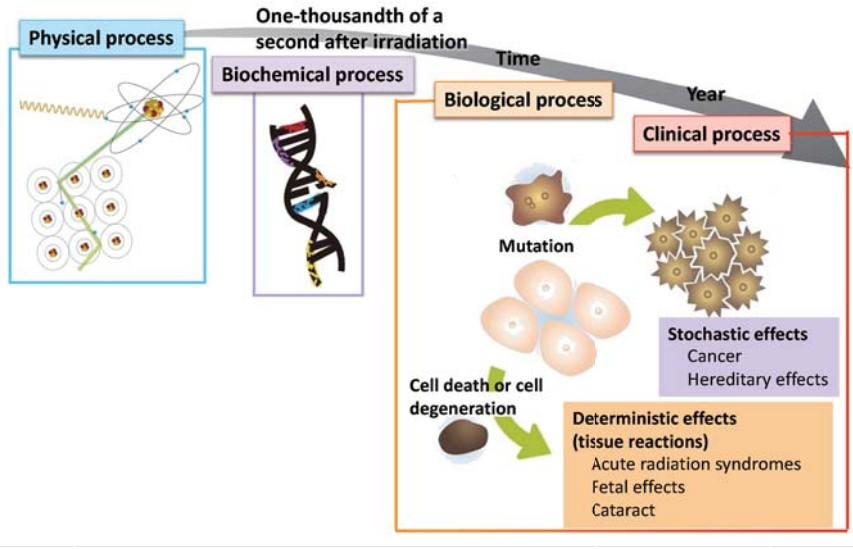 Physical process
One-thousandth of a
second after irradiation
Time
Year
Biochemical process
Biological process
Clinical process
Mutation
Stochastic effects
Cancer
Hereditary effects
Cell death or cell
degeneration
Deterministic effects
(tissue reactions)
Acute radiation syndromes
Fetal effects
Cataract